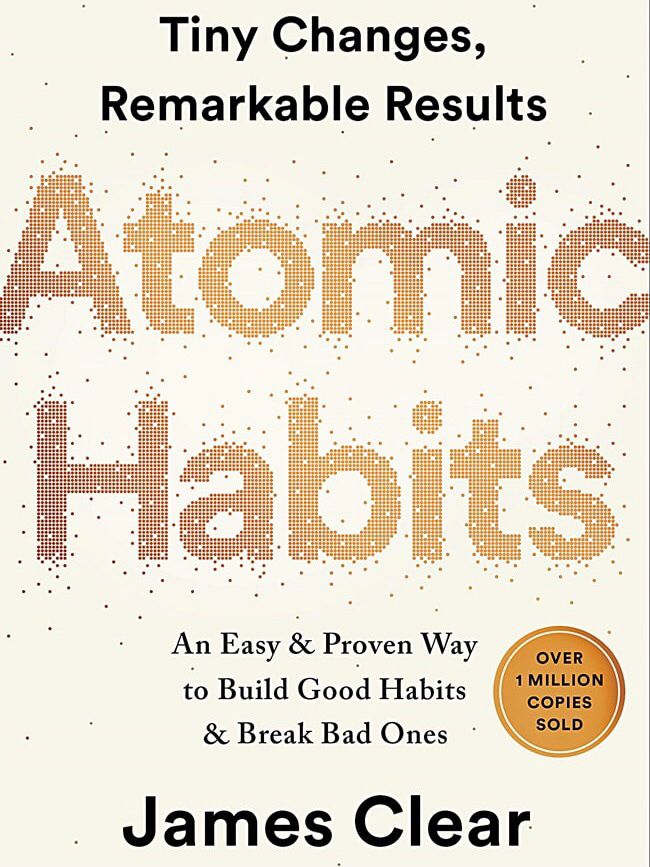 Tiny Changes,
Remarkable Results
Atomic
Habits
An Easy & Proven Way
to Build Good Habits
& Break Bad Ones
OVER
1 MILLION
COPIES
SOLD
James Clear